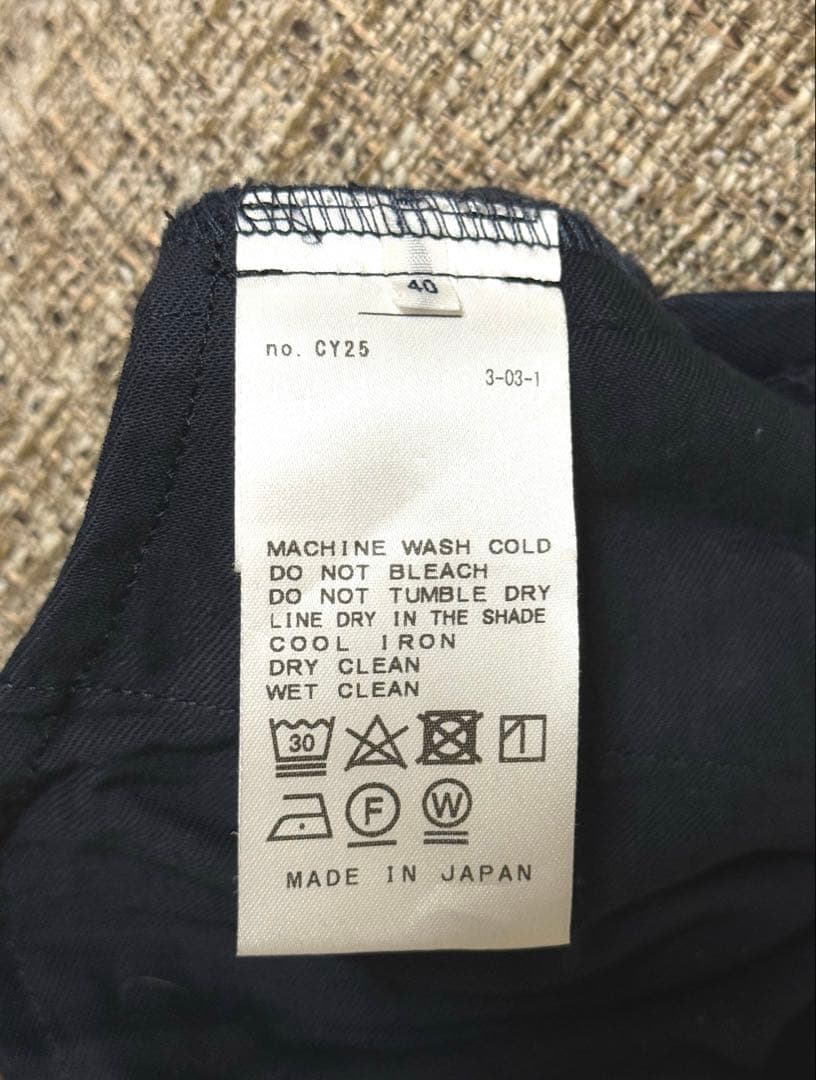 40
no. CY25
3-03-1
MACHINE WASH COLD
DO NOT BLEACH
DO NOT TUMBLE DRY
LINE DRY IN THE SHADE
COOL IRON
DRY CLEAN
WET CLEAN
30
F W
MADE IN JAPAN